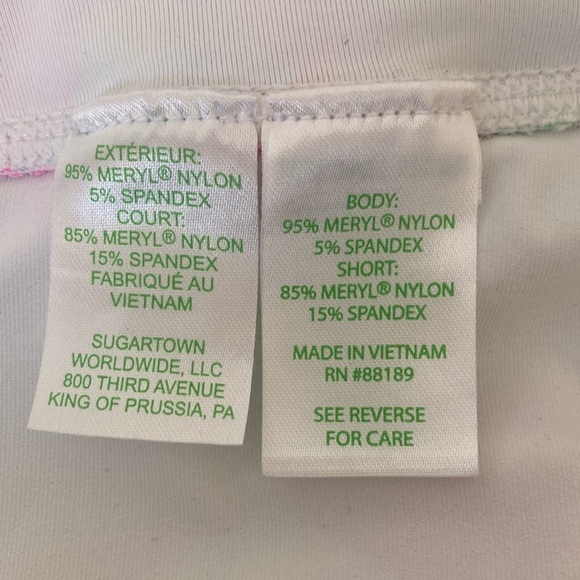 EXTÉRIEUR:
95% MERYL® NYLON
5% SPANDEX
COURT:
85% MERYL® NYLON
15% SPANDEX
FABRIQUÉ AU
VIETNAM
SUGARTOWN
WORLDWIDE, LLC
800 THIRD AVENUE
KING OF PRUSSIA, PA
BODY:
95% MERYL® NYLON
5% SPANDEX
SHORT:
85% MERYL® NYLON
15% SPANDEX
MADE IN VIETNAM
RN #88189
SEE REVERSE
FOR CARE